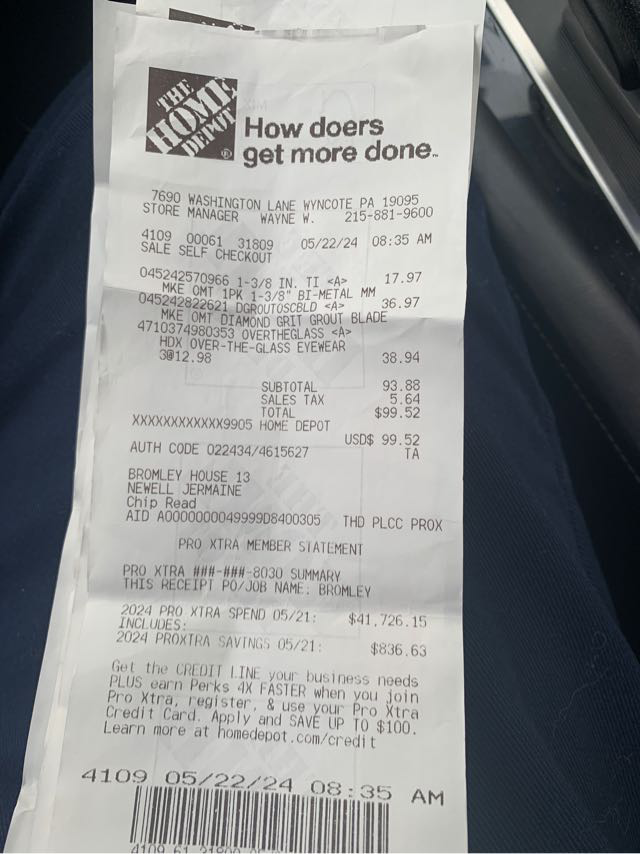 THE
HOME
DEPOT
How doers
get more done.
7690 WASHINGTON LANE WYNCOTE PA 19095
STORE MANAGER WAYNE W. 215-881-9600
4109 00061 31809 05/22/24 08:35 AM
SALE SELF CHECKOUT
045242570966 1-3/8 IN. TI <A> 17.97
MKE OMT 1PK 1-3/8" BI-METAL MM
045242822621 DGROUTOSCBLD <A> 36.97
MKE OMT DIAMOND GRIT GROUT BLADE
4710374980353 OVERTHEGLASS <A>
HDX OVER-THE-GLASS EYEWEAR
3@12.98 38.94
SUBTOTAL 93.88
SALES TAX 5.64
TOTAL $99.52
XXXXXXXXXXXX9905 HOME DEPOT
USD$ 99.52
AUTH CODE 022434/4615627 TA
BROMLEY HOUSE 13
NEWELL JERMAINE
Chip Read
AID A0000000049999D8400305 THD PLCC PROX
PRO XTRA MEMBER STATEMENT
PRO XTRA ###-###-8030 SUMMARY
THIS RECEIPT PO/JOB NAME: BROMLEY
2024 PRO XTRA SPEND 05/21: $41,726.15
INCLUDES:
2024 PROXTRA SAVINGS 05/21: $836.63
Get the CREDIT LINE your business needs
PLUS earn Perks 4X FASTER when you join
Pro Xtra, register, & use your Pro Xtra
Credit Card. Apply and SAVE UP TO $100.
Learn more at homedepot.com/credit
4109 05/22/24 08:35 AM
4109 61